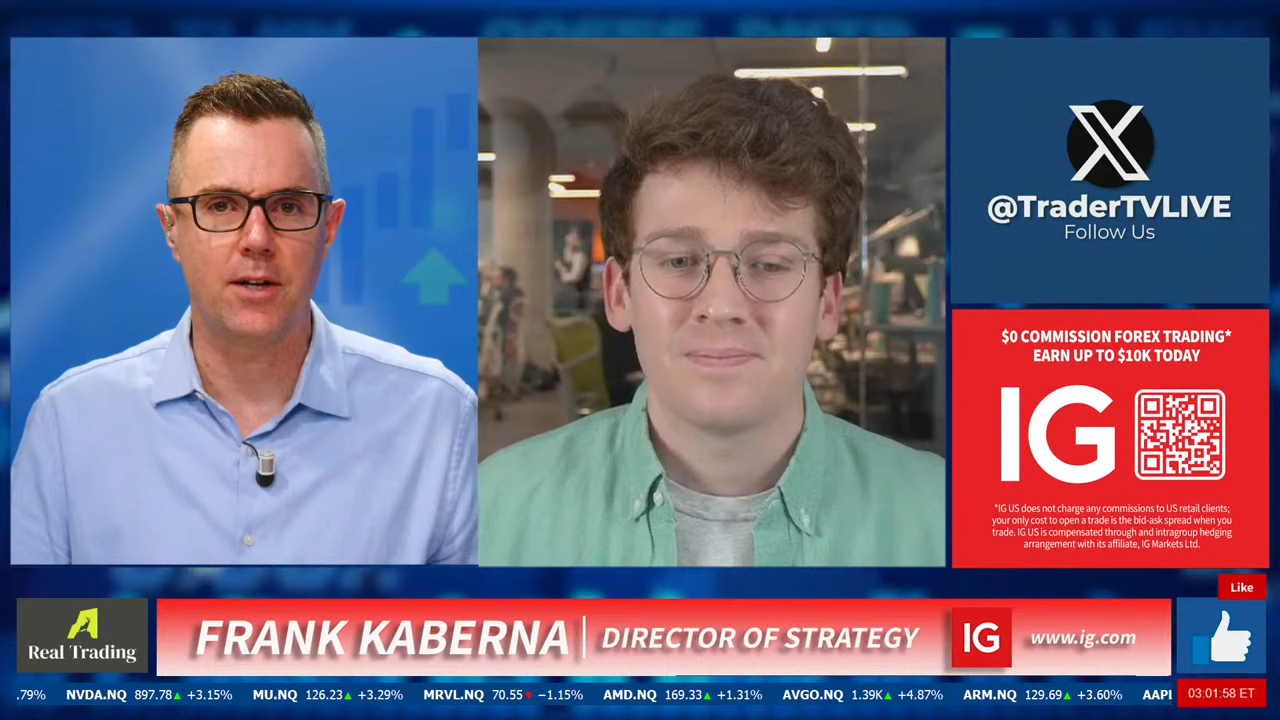 X
@TraderTVLIVE
Follow Us
$0 COMMISSION FOREX TRADING*
EARN UP TO $10K TODAY
IG
*IG US does not charge any commissions to US retail clients;
your only cost to open a trade is the bid-ask spread when you
trade. IG US is compensated through and intragroup hedging
arrangement with its affiliate, IG Markets Ltd.
Like
Real Trading
FRANK KABERNA | DIRECTOR OF STRATEGY IG www.ig.com
.79% NVDA.NQ 897.78▲ +3.15% MU.NQ 126.23▲ +3.29% MRVL.NQ 70.55▼ −1.15% AMD.NQ 169.33▲ +1.31% AVGO.NQ 1.39K▲ +4.87% ARM.NQ 129.69▲ +3.60% AAPL
03:01:58 ET